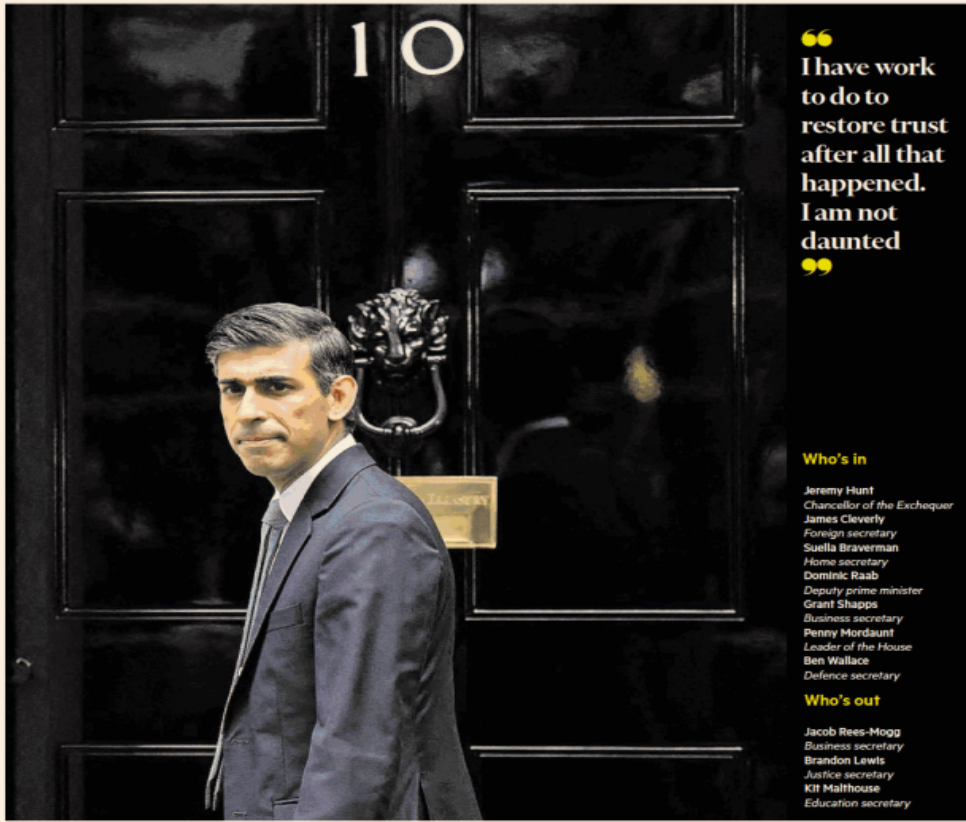 10
TREASURY
“
I have work
to do to
restore trust
after all that
happened.
I am not
daunted
”
Who's in
Jeremy Hunt
Chancellor of the Exchequer
James Cleverly
Foreign secretary
Suella Braverman
Home secretary
Dominic Raab
Deputy prime minister
Grant Shapps
Business secretary
Penny Mordaunt
Leader of the House
Ben Wallace
Defence secretary
Who's out
Jacob Rees-Mogg
Business secretary
Brandon Lewis
Justice secretary
Kit Malthouse
Education secretary